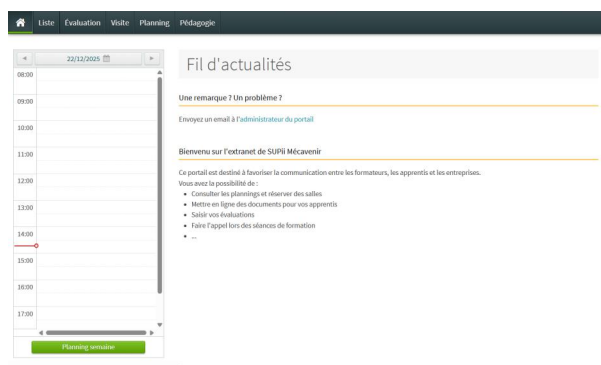 Liste Évaluation Visite Planning Pédagogie
22/12/2025
08:00
09:00
10:00
11:00
12:00
13:00
14:00
15:00
16:00
17:00
Planning semaine
Fil d'actualités
Une remarque ? Un problème ?
Envoyez un email à l'administrateur du portail
Bienvenu sur l'extranet de SUPii Mécavenir
Ce portail est destiné à favoriser la communication entre les formateurs, les apprentis et les entreprises.
Vous avez la possibilité de :
• Consulter les plannings et réserver des salles
• Mettre en ligne des documents pour vos apprentis
• Saisir vos évaluations
• Faire l'appel lors des séances de formation
• ...